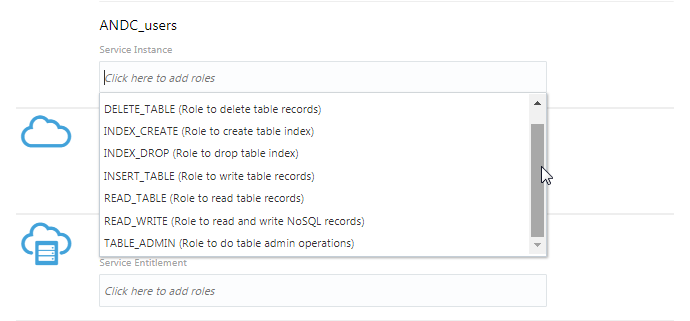 ANDC_users
Service Instance
Click here to add roles
DELETE_TABLE (Role to delete table records)
INDEX_CREATE (Role to create table index)
INDEX_DROP (Role to drop table index)
INSERT_TABLE (Role to write table records)
READ_TABLE (Role to read table records)
READ_WRITE (Role to read and write NoSQL records)
TABLE_ADMIN (Role to do table admin operations)
Service Entitlement
Click here to add roles